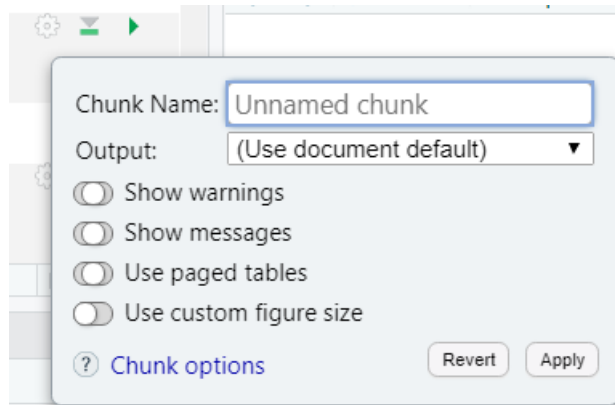 Chunk Name: Unnamed chunk
Output: (Use document default)
Show warnings
Show messages
Use paged tables
Use custom figure size
? Chunk options Revert Apply